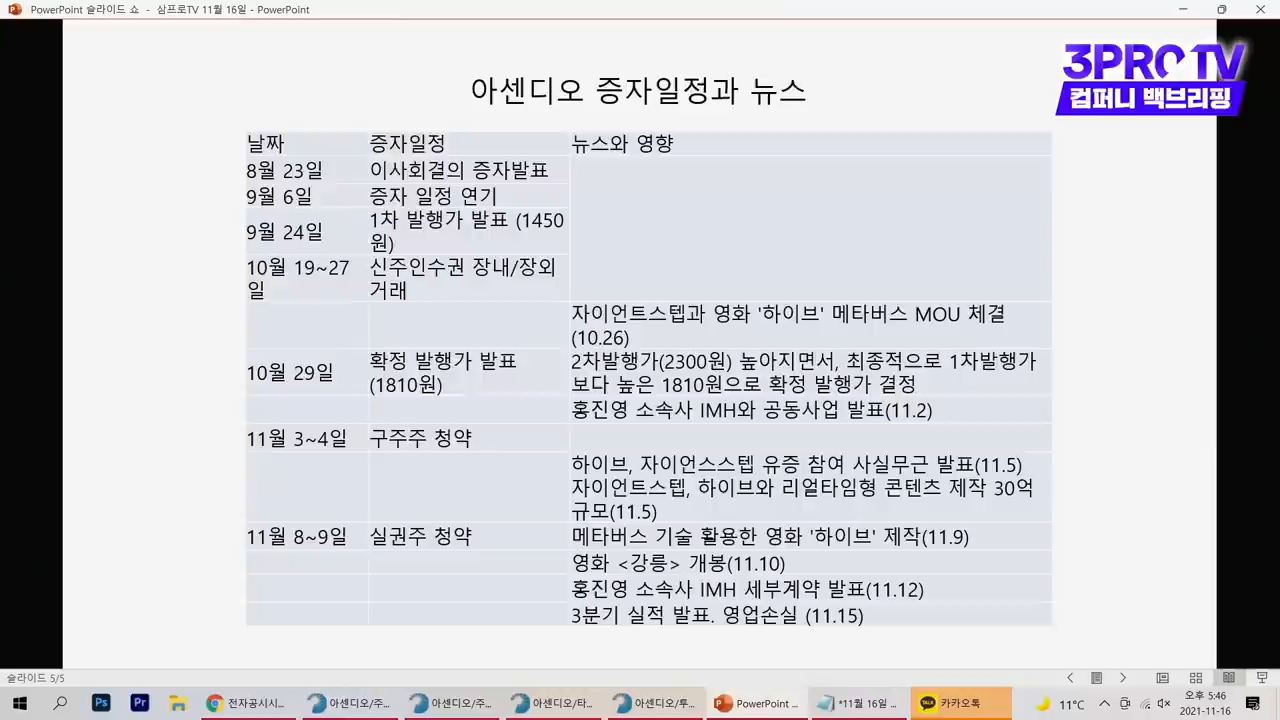 PowerPoint 슬라이드 쇼 - 삼프로TV 11월 16일 - PowerPoint
3PRO TV
컴퍼니 백브리핑
아센디오 증자일정과 뉴스
날짜 증자일정 뉴스와 영향
8월 23일 이사회결의 증자발표
9월 6일 증자 일정 연기
9월 24일 1차 발행가 발표 (1450
원)
10월 19~27 신주인수권 장내/장외
일 거래
자이언트스텝과 영화 '하이브' 메타버스 MOU 체결
(10.26)
10월 29일 확정 발행가 발표 2차발행가(2300원) 높아지면서, 최종적으로 1차발행가
(1810원) 보다 높은 1810원으로 확정 발행가 결정
홍진영 소속사 IMH와 공동사업 발표(11.2)
11월 3~4일 구주주 청약
하이브, 자이언스스텝 유증 참여 사실무근 발표(11.5)
자이언트스텝, 하이브와 리얼타임형 콘텐츠 제작 30억
규모(11.5)
11월 8~9일 실권주 청약 메타버스 기술 활용한 영화 '하이브' 제작(11.9)
영화 <강릉> 개봉(11.10)
홍진영 소속사 IMH 세부계약 발표(11.12)
3분기 실적 발표. 영업손실 (11.15)
슬라이드 5/5
Ps Pr 전자공시시... 아센디오/주... 아센디오/주... 아센디오/타... 아센디오/투... PowerPoint ... *11월 16일 ... TALK 카카오톡 11°C 오후 5:46
2021-11-16